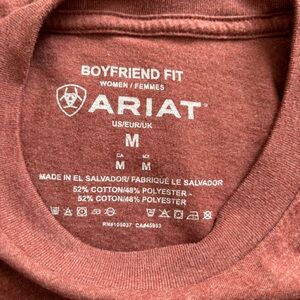 BOYFRIEND FIT
WOMEN / FEMMES
ARIAT
US/EUR/UK
M
CA MX
M M
MADE IN EL SALVADOR/ FABRIQUÉ LE SALVADOR
52% COTTON/48% POLYESTER -
52% COTTON/48% POLYESTER